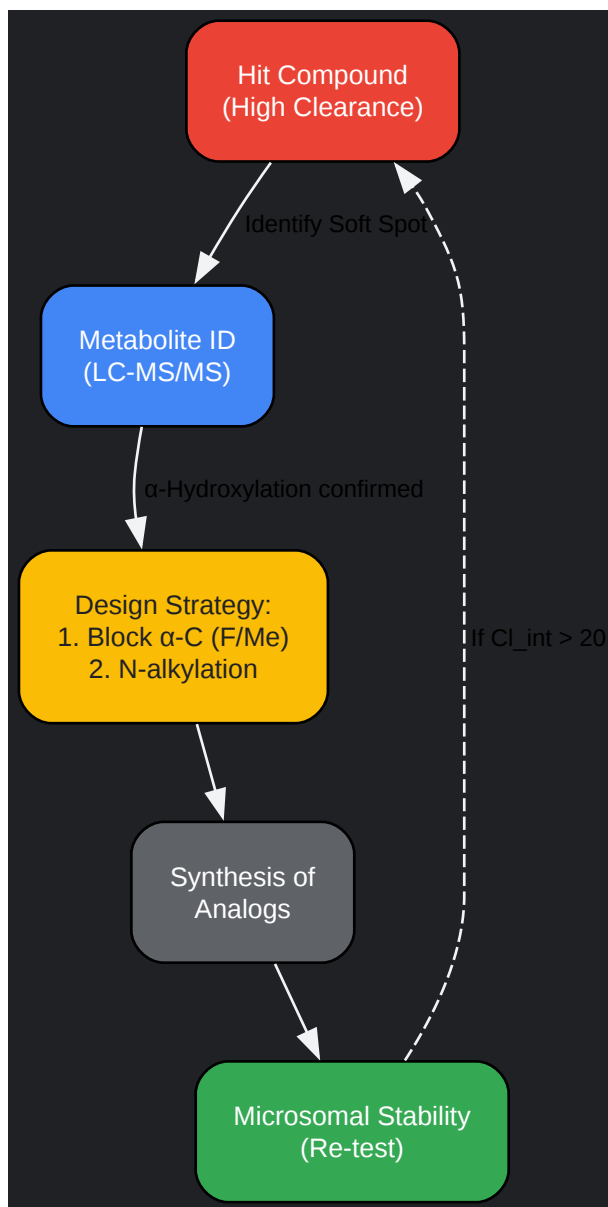 Hit Compound
(High Clearance)
Identify Soft Spot
Metabolite ID
(LC-MS/MS)
α-Hydroxylation confirmed
Design Strategy:
1. Block α-C (F/Me)
2. N-alkylation
If Cl_int > 20
Synthesis of
Analogs
Microsomal Stability
(Re-test)